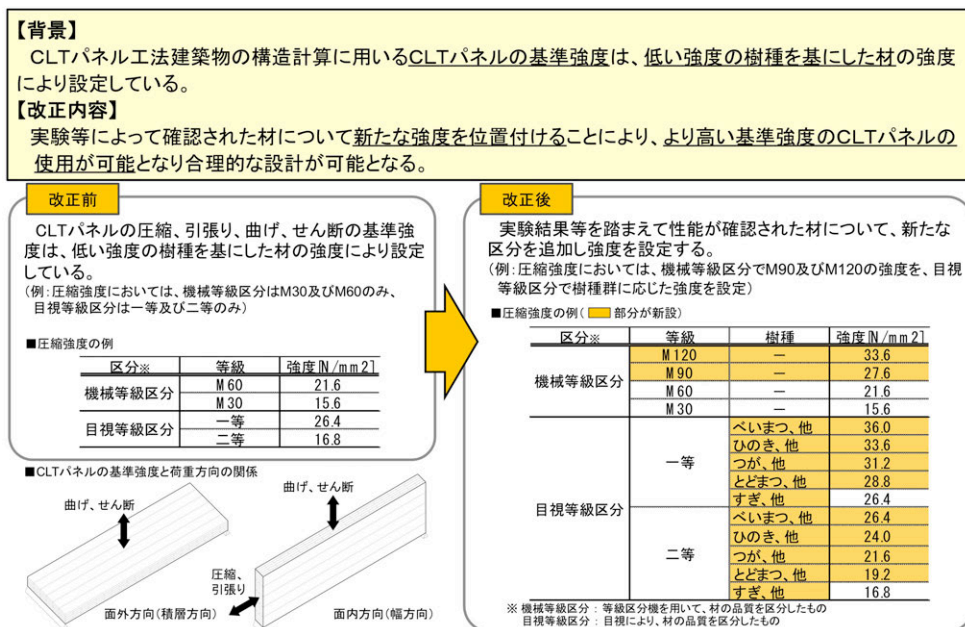 【背景】
CLTパネル工法建築物の構造計算に用いるCLTパネルの基準強度は、低い強度の樹種を基にした材の強度
により設定している。
【改正内容】
実験等によって確認された材について新たな強度を位置付けることにより、より高い基準強度のCLTパネルの
使用が可能となり合理的な設計が可能となる。
改正前
CLTパネルの圧縮、引張り、曲げ、せん断の基準強
度は、低い強度の樹種を基にした材の強度により設定
している。
(例:圧縮強度においては、機械等級区分はM30及びM60のみ、
目視等級区分は一等及び二等のみ)
■圧縮強度の例
区分※ 等級 強度[N/mm2]
機械等級区分 M60 21.6
M30 15.6
目視等級区分 一等 26.4
二等 16.8
■CLTパネルの基準強度と荷重方向の関係
曲げ、せん断
面外方向(積層方向)
曲げ、せん断
圧縮、
引張り
面内方向(幅方向)
改正後
実験結果等を踏まえて性能が確認された材について、新たな
区分を追加し強度を設定する。
(例:圧縮強度においては、機械等級区分でM90及びM120の強度を、目視
等級区分で樹種群に応じた強度を設定)
■圧縮強度の例( 部分が新設)
区分※ 等級 樹種 強度[N/mm2]
機械等級区分 M120 － 33.6
M90 － 27.6
M60 － 21.6
M30 － 15.6
目視等級区分 一等 べいまつ、他 36.0
ひのき、他 33.6
つが、他 31.2
とどまつ、他 28.8
すぎ、他 26.4
二等 べいまつ、他 26.4
ひのき、他 24.0
つが、他 21.6
とどまつ、他 19.2
すぎ、他 16.8
※ 機械等級区分 : 等級区分機を用いて、材の品質を区分したもの
目視等級区分 : 目視により、材の品質を区分したもの